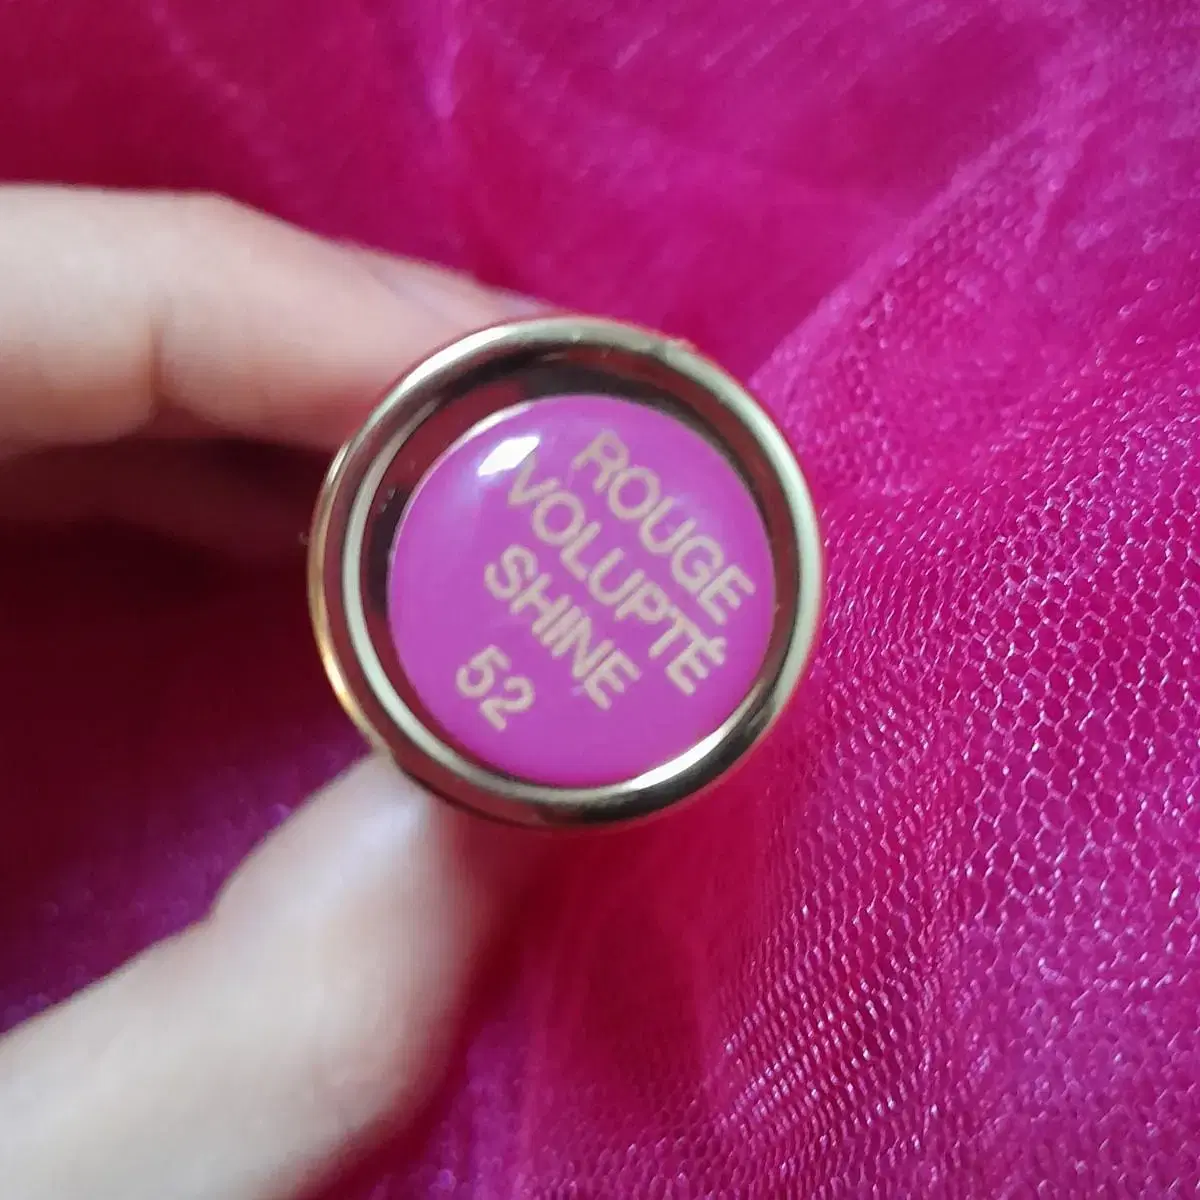 ROUGE
VOLUPTÉ
SHINE
52